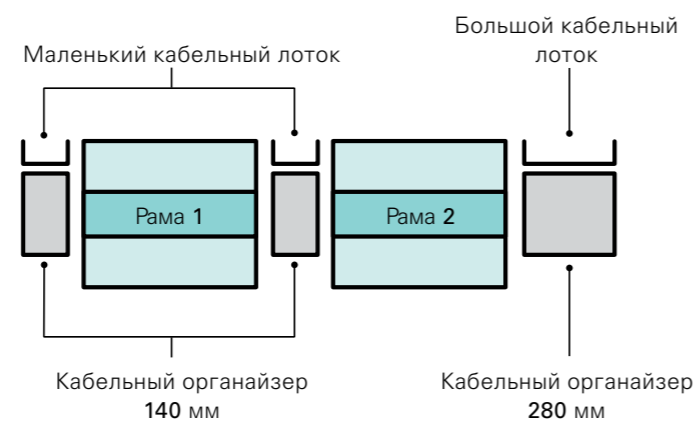 Большой кабельный
лоток
Маленький кабельный лоток
Рама 1
Рама 2
Кабельный органайзер
140 мм
Кабельный органайзер
280 мм